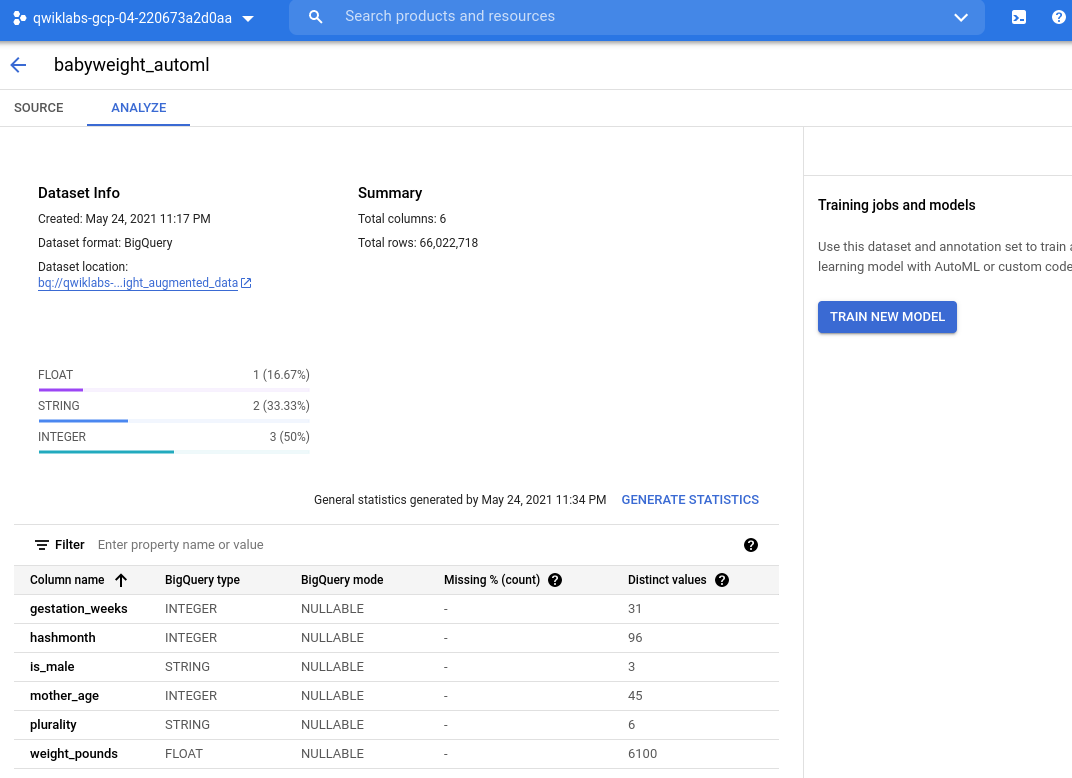 qwiklabs-gcp-04-220673a2d0aa
Search products and resources
babyweight_automl
SOURCE
ANALYZE
Dataset Info
Created: May 24, 2021 11:17 PM
Dataset format: BigQuery
Dataset location:
bq://qwiklabs-...ight_augmented_data
Summary
Total columns: 6
Total rows: 66,022,718
FLOAT 1 (16.67%)
STRING 2 (33.33%)
INTEGER 3 (50%)
General statistics generated by May 24, 2021 11:34 PM GENERATE STATISTICS
Filter Enter property name or value
Column name BigQuery type BigQuery mode Missing % (count) Distinct values
gestation_weeks INTEGER NULLABLE - 31
hashmonth INTEGER NULLABLE - 96
is_male STRING NULLABLE - 3
mother_age INTEGER NULLABLE - 45
plurality STRING NULLABLE - 6
weight_pounds FLOAT NULLABLE - 6100
Training jobs and models
Use this dataset and annotation set to train a
learning model with AutoML or custom code
TRAIN NEW MODEL